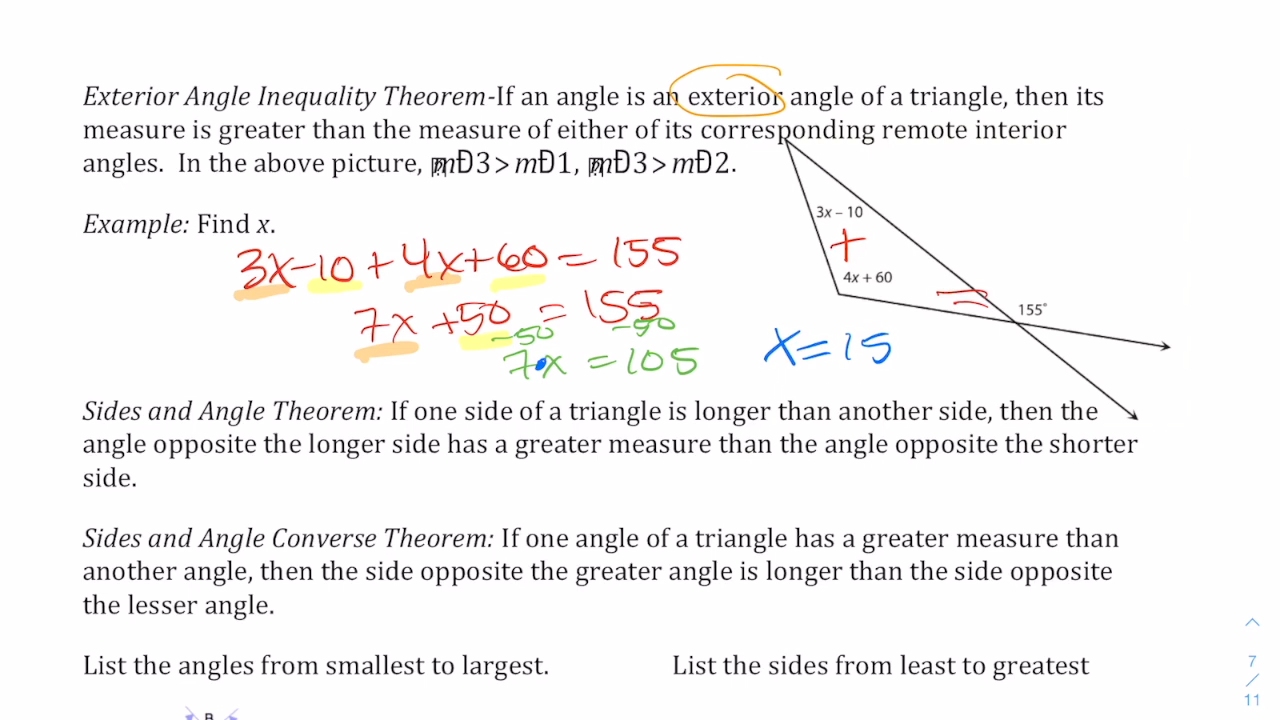 Exterior Angle Inequality Theorem-If an angle is an exterior angle of a triangle, then its
measure is greater than the measure of either of its corresponding remote interior
angles. In the above picture, mÐ3 > mÐ1, mÐ3 > mÐ2.
Example: Find x.
3x - 10
+
4x + 60
=
155°
3x-10+4x+60=155
7x +50 = 155
-50 -50
7•x = 105
x=15
Sides and Angle Theorem: If one side of a triangle is longer than another side, then the
angle opposite the longer side has a greater measure than the angle opposite the shorter
side.
Sides and Angle Converse Theorem: If one angle of a triangle has a greater measure than
another angle, then the side opposite the greater angle is longer than the side opposite
the lesser angle.
List the angles from smallest to largest.
List the sides from least to greatest
B
7
/
11